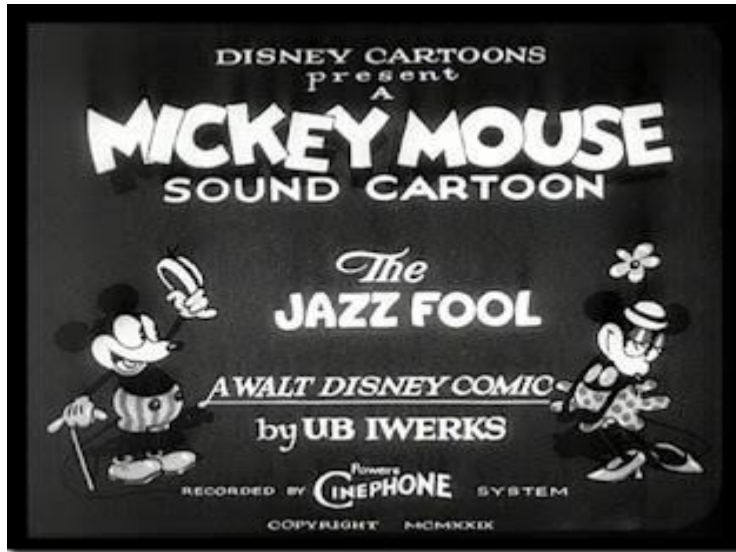 DISNEY CARTOONS
present
A
MICKEY MOUSE
SOUND CARTOON
The
JAZZ FOOL
A WALT DISNEY COMIC
by UB IWERKS
RECORDED BY Powers CINEPHONE SYSTEM
COPYRIGHT MCMXXIX